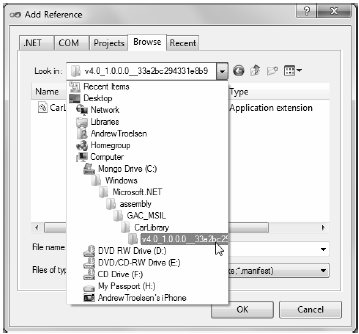 Add Reference
.NET COM Projects Browse Recent
Look in: v4.0_1.0.0.0__33a2bc294331e8b9
Name Type
CarL Application extension
Recent Items
Desktop
Network
Libraries
AndrewTroelsen
Homegroup
Computer
Mongo Drive (C:)
Windows
Microsoft.NET
assembly
GAC_MSIL
CarLibrary
v4.0_1.0.0.0__33a2bc29
DVD RW Drive (D:)
DVD/CD-RW Drive (E:)
CD Drive (F:)
My Passport (H:)
AndrewTroelsen's iPhone
File name
Files of typ xe;*.manifest)
OK Cancel